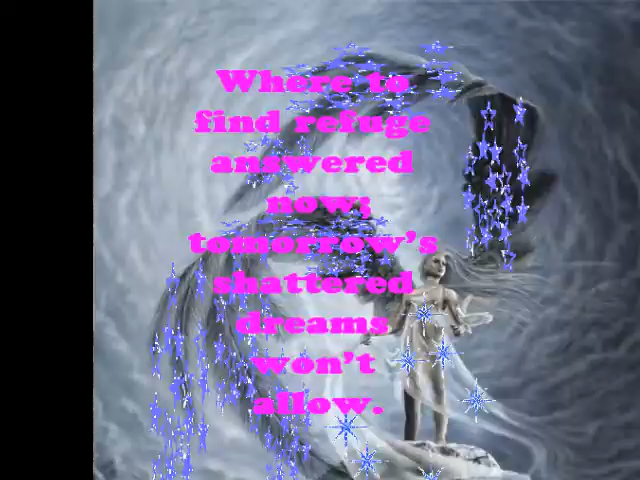 Where to
find refuge
answered
now;
tomorrow's
shattered
dreams
won't
allow.